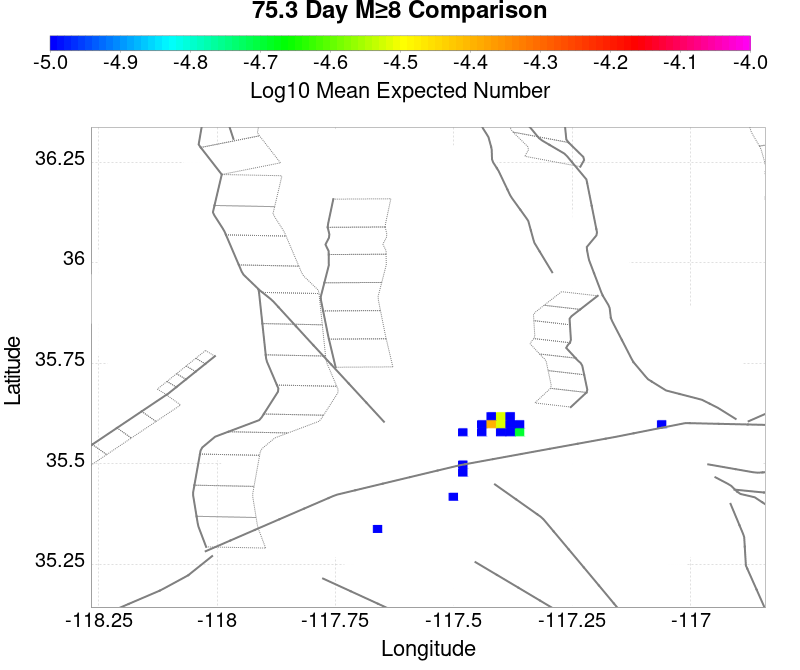 75.3 Day M≥8 Comparison
-5.0 -4.9 -4.8 -4.7 -4.6 -4.5 -4.4 -4.3 -4.2 -4.1 -4.0
Log10 Mean Expected Number
36.25
36
35.75
35.5
35.25
Latitude
-118.25 -118 -117.75 -117.5 -117.25 -117
Longitude